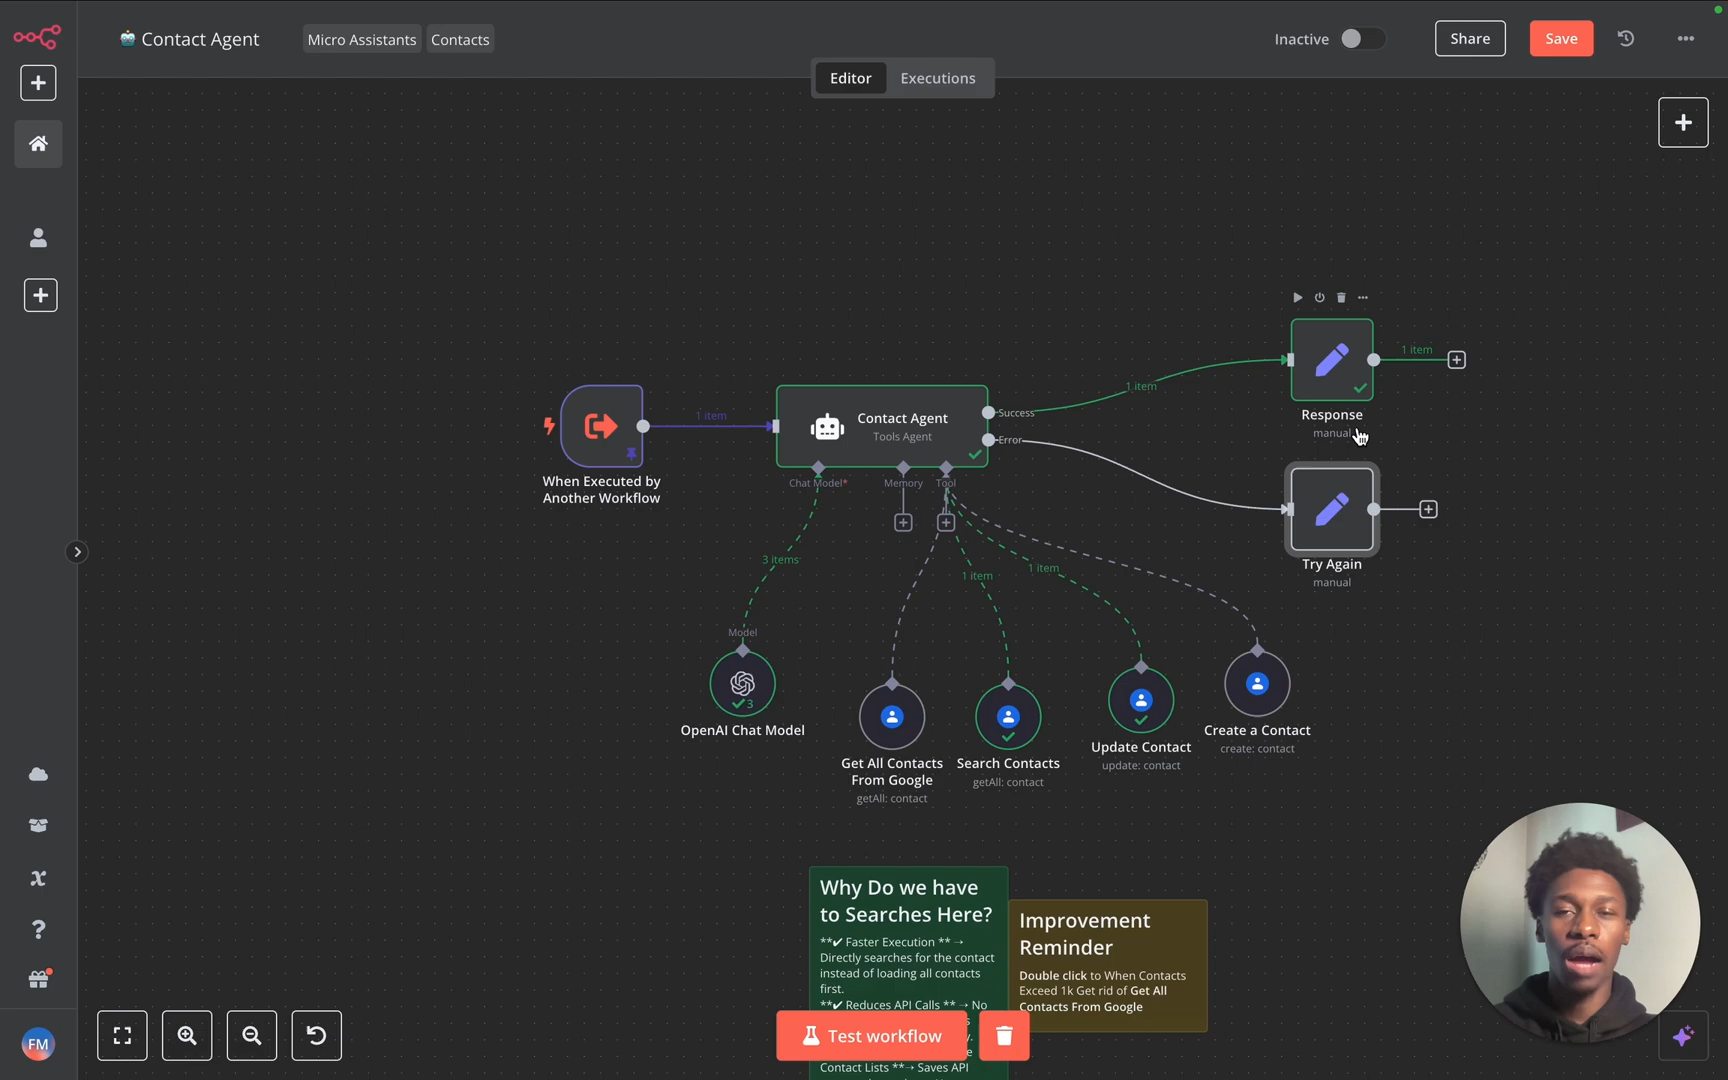 Contact Agent
Micro Assistants
Contacts
Inactive
Share
Save
Editor
Executions
1 item
Response
manual
1 item
1 item
Contact Agent
Tools Agent
Success
Error
When Executed by
Another Workflow
Chat Model*
Memory
Tool
Try Again
manual
3 items
1 item
1 item
Model
3
OpenAI Chat Model
Get All Contacts
From Google
getAll: contact
Search Contacts
getAll: contact
Update Contact
update: contact
Create a Contact
create: contact
Why Do we have
to Searches Here?
**✔ Faster Execution ** →
Directly searches for the contact
instead of loading all contacts
first.
**✔ Reduces API Calls ** → No
Contact Lists **→ Saves API
Improvement
Reminder
Double click to When Contacts
Exceed 1k Get rid of Get All
Contacts From Google
Test workflow
FM